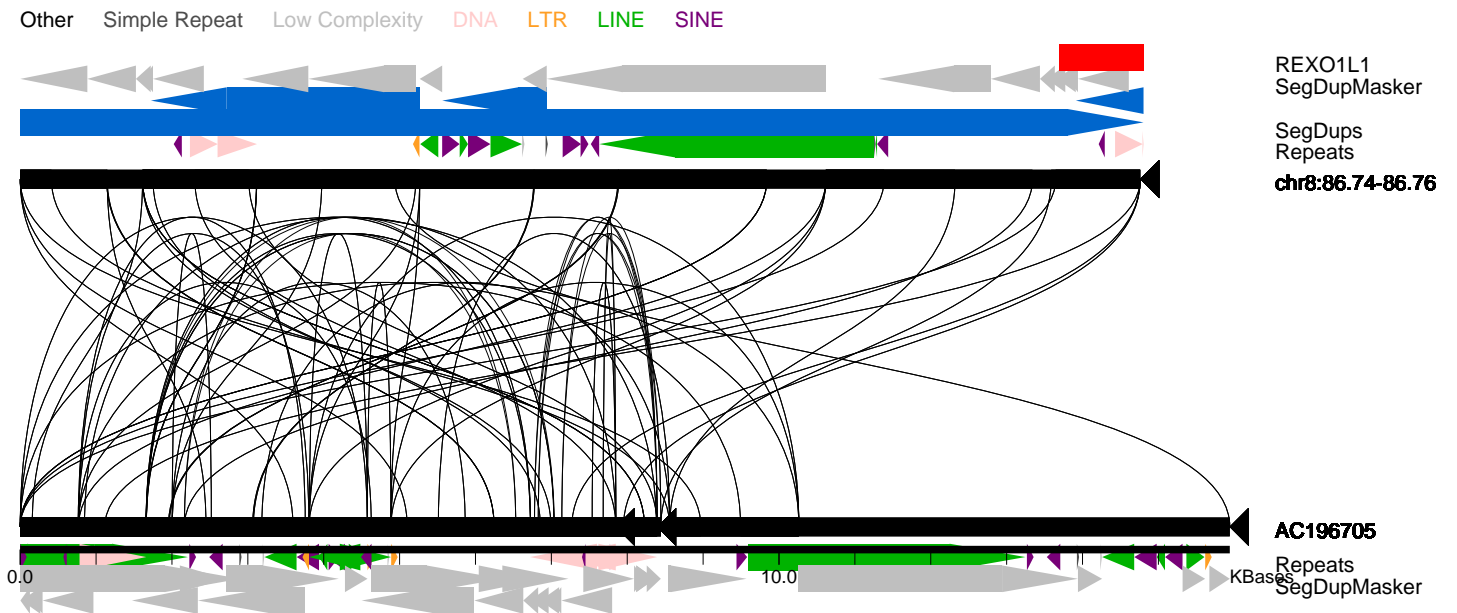 Other Simple Repeat Low Complexity DNA LTR LINE SINE
REXO1L1
SegDupMasker
SegDups
Repeats
chr8:86.74-86.76
AC196705
Repeats
0.0 10.0 KBases
SegDupMasker